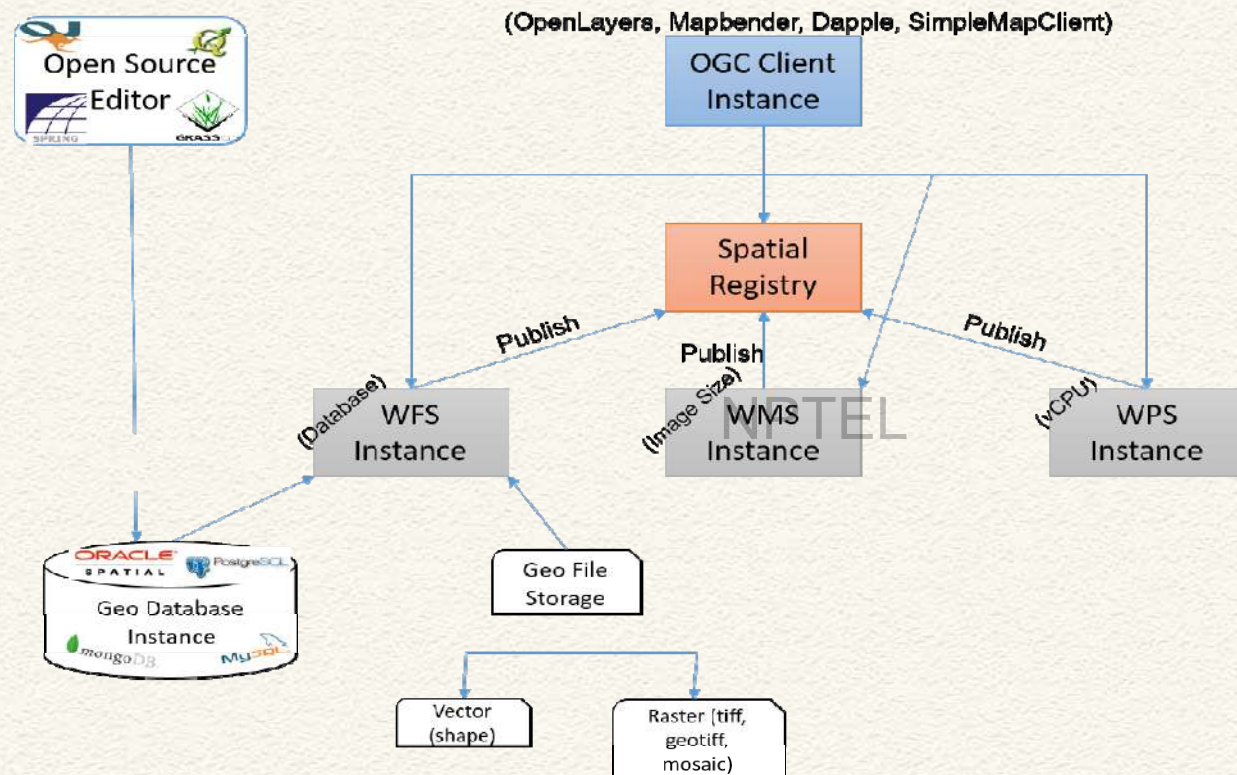 (OpenLayers, Mapbender, Dapple, SimpleMapClient)
Open Source
Editor
SPRING
GRASS
OGC Client
Instance
Spatial
Registry
Publish
Publish
Publish
(Database)
WFS
Instance
(Image Size)
WMS
Instance
NPTEL
(vCPU)
WPS
Instance
ORACLE
SPATIAL
PostgreSQL
Geo Database
Instance
mongoDB
MySQL
Geo File
Storage
Vector
(shape)
Raster (tiff,
geotiff,
mosaic)